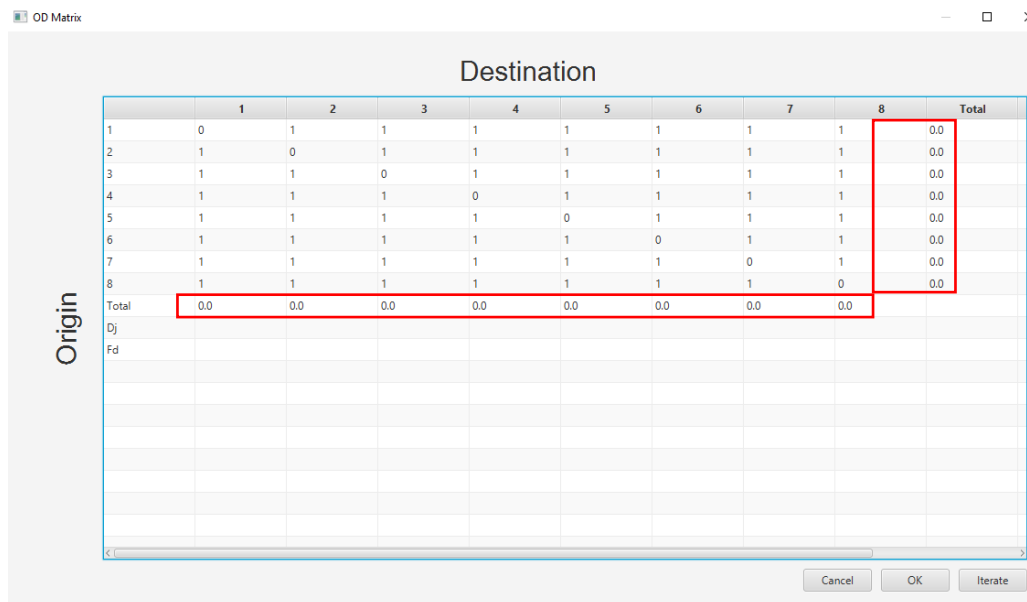 OD Matrix
Destination
1 2 3 4 5 6 7 8 Total
1 0 1 1 1 1 1 1 1 0.0
2 1 0 1 1 1 1 1 1 0.0
3 1 1 0 1 1 1 1 1 0.0
4 1 1 1 0 1 1 1 1 0.0
5 1 1 1 1 0 1 1 1 0.0
6 1 1 1 1 1 0 1 1 0.0
7 1 1 1 1 1 1 0 1 0.0
8 1 1 1 1 1 1 1 0 0.0
Total 0.0 0.0 0.0 0.0 0.0 0.0 0.0 0.0
Dj
Fd
Origin
Cancel OK Iterate